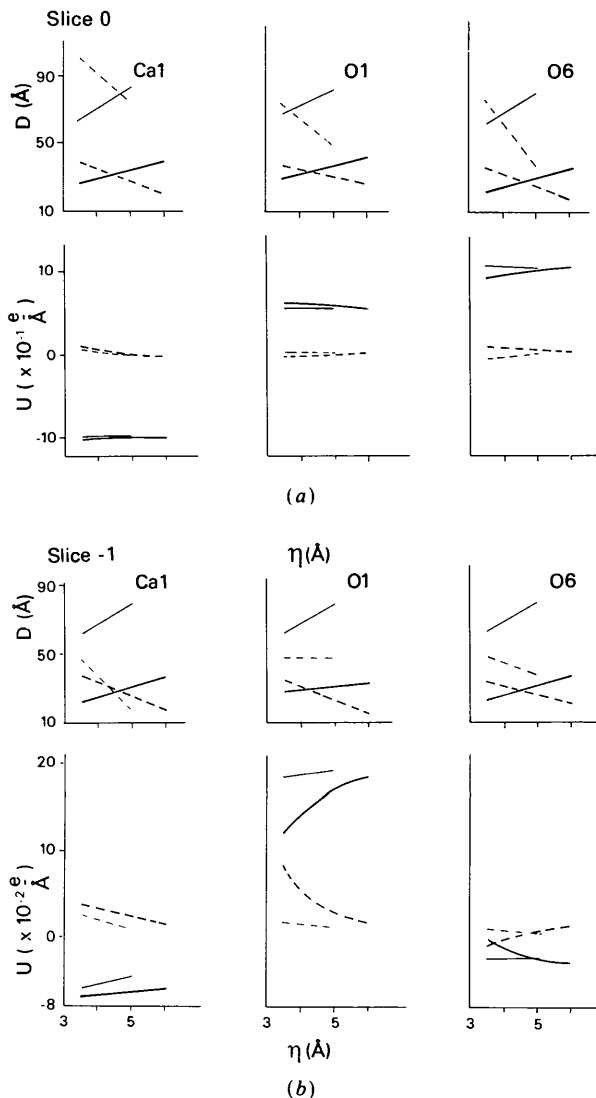 Slice 0
Ca1 O1 O6
D (Å)
90
50
10
U ( x 10⁻¹ e/Å )
10
0
-10
(a)
η (Å)
Slice -1
Ca1 O1 O6
D (Å)
90
50
10
U ( x 10⁻² e/Å )
20
10
0
-8
3 5 3 5 3 5
η (Å)
(b)